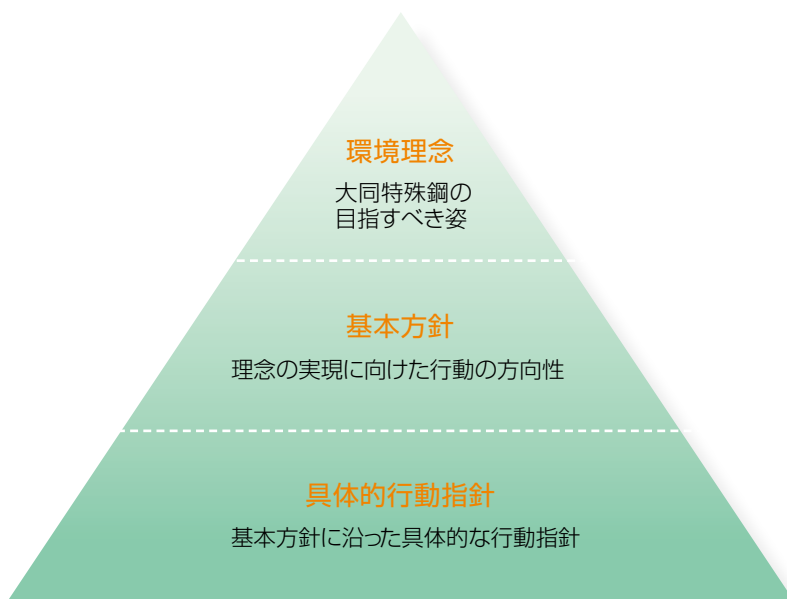 環境理念
大同特殊鋼の
目指すべき姿
基本方針
理念の実現に向けた行動の方向性
具体的行動指針
基本方針に沿った具体的な行動指針